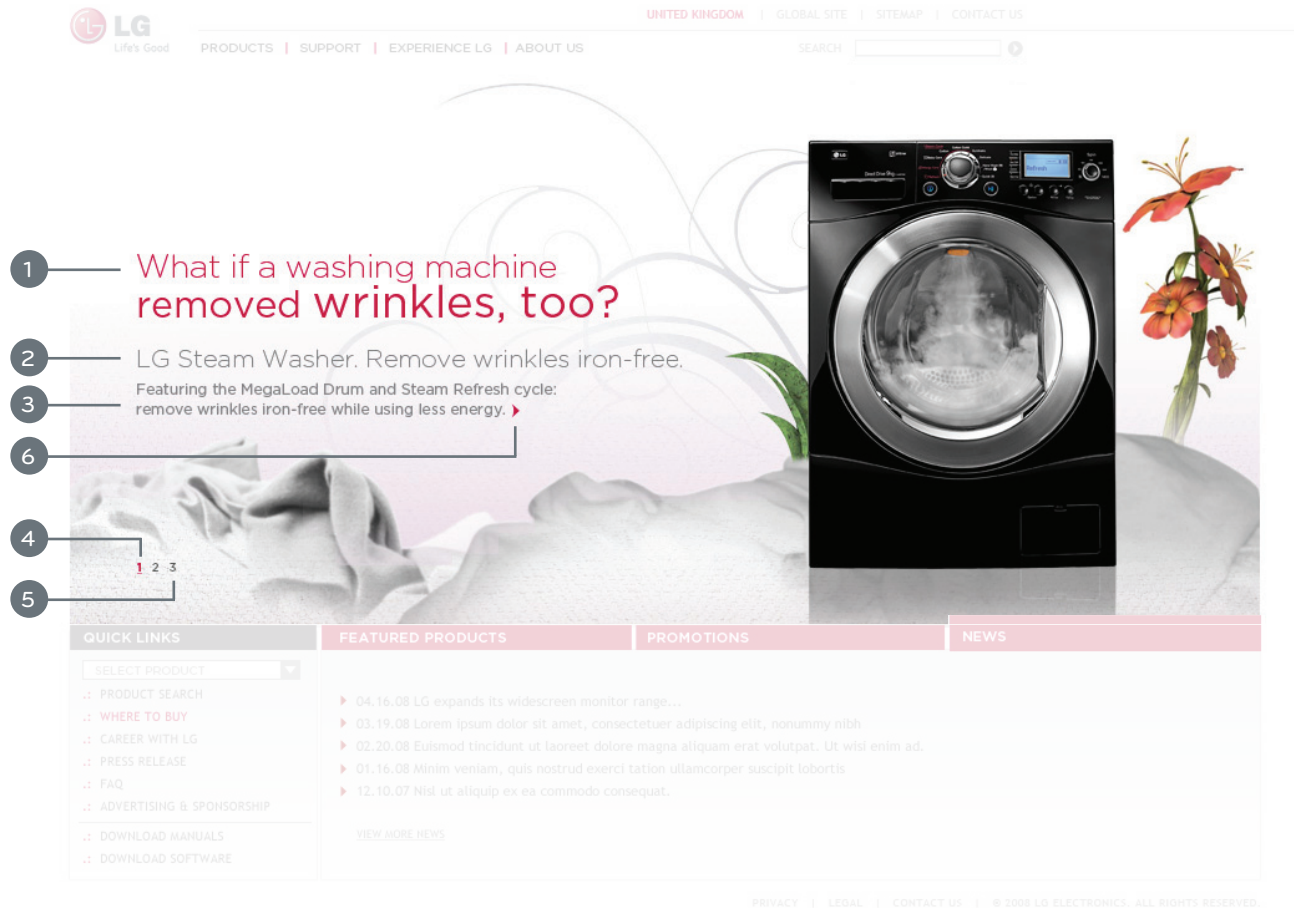 LG
Life's Good
UNITED KINGDOM | GLOBAL SITE | SITEMAP | CONTACT US
PRODUCTS | SUPPORT | EXPERIENCE LG | ABOUT US
SEARCH
1
What if a washing machine
removed wrinkles, too?
2
LG Steam Washer. Remove wrinkles iron-free.
3
Featuring the MegaLoad Drum and Steam Refresh cycle:
remove wrinkles iron-free while using less energy.
6
4
1 2 3
5
LG
Direct Drive 9kg
Refresh
QUICK LINKS
SELECT PRODUCT
.: PRODUCT SEARCH
.: WHERE TO BUY
.: CAREER WITH LG
.: PRESS RELEASE
.: FAQ
.: ADVERTISING & SPONSORSHIP
.: DOWNLOAD MANUALS
.: DOWNLOAD SOFTWARE
FEATURED PRODUCTS
PROMOTIONS
NEWS
04.16.08 LG expands its widescreen monitor range...
03.19.08 Lorem ipsum dolor sit amet, consectetuer adipiscing elit, nonummy nibh
02.20.08 Euismod tincidunt ut laoreet dolore magna aliquam erat volutpat. Ut wisi enim ad.
01.16.08 Minim veniam, quis nostrud exerci tation ullamcorper suscipit lobortis
12.10.07 Nisl ut aliquip ex ea commodo consequat.
VIEW MORE NEWS
PRIVACY | LEGAL | CONTACT US | © 2008 LG ELECTRONICS. ALL RIGHTS RESERVED.